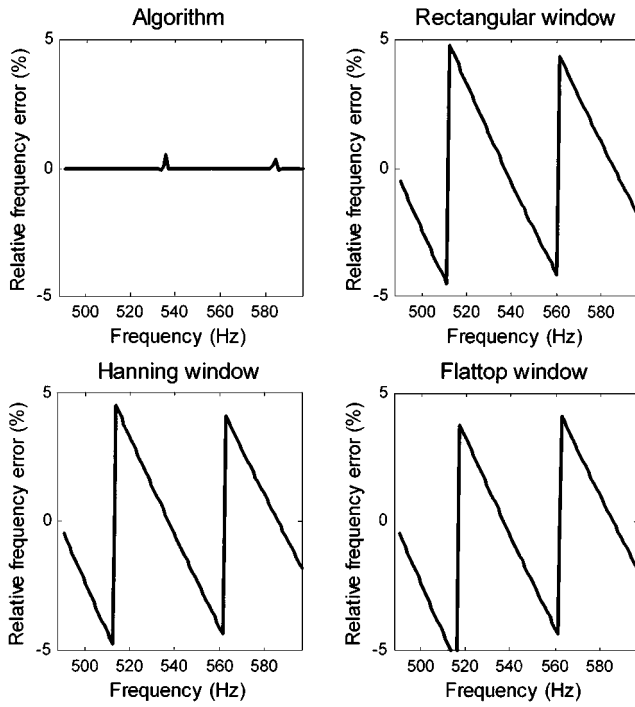 Algorithm
Relative frequency error (%)
5
0
-5
500 520 540 560 580
Frequency (Hz)
Rectangular window
Relative frequency error (%)
5
0
-5
500 520 540 560 580
Frequency (Hz)
Hanning window
Relative frequency error (%)
5
0
-5
500 520 540 560 580
Frequency (Hz)
Flattop window
Relative frequency error (%)
5
0
-5
500 520 540 560 580
Frequency (Hz)